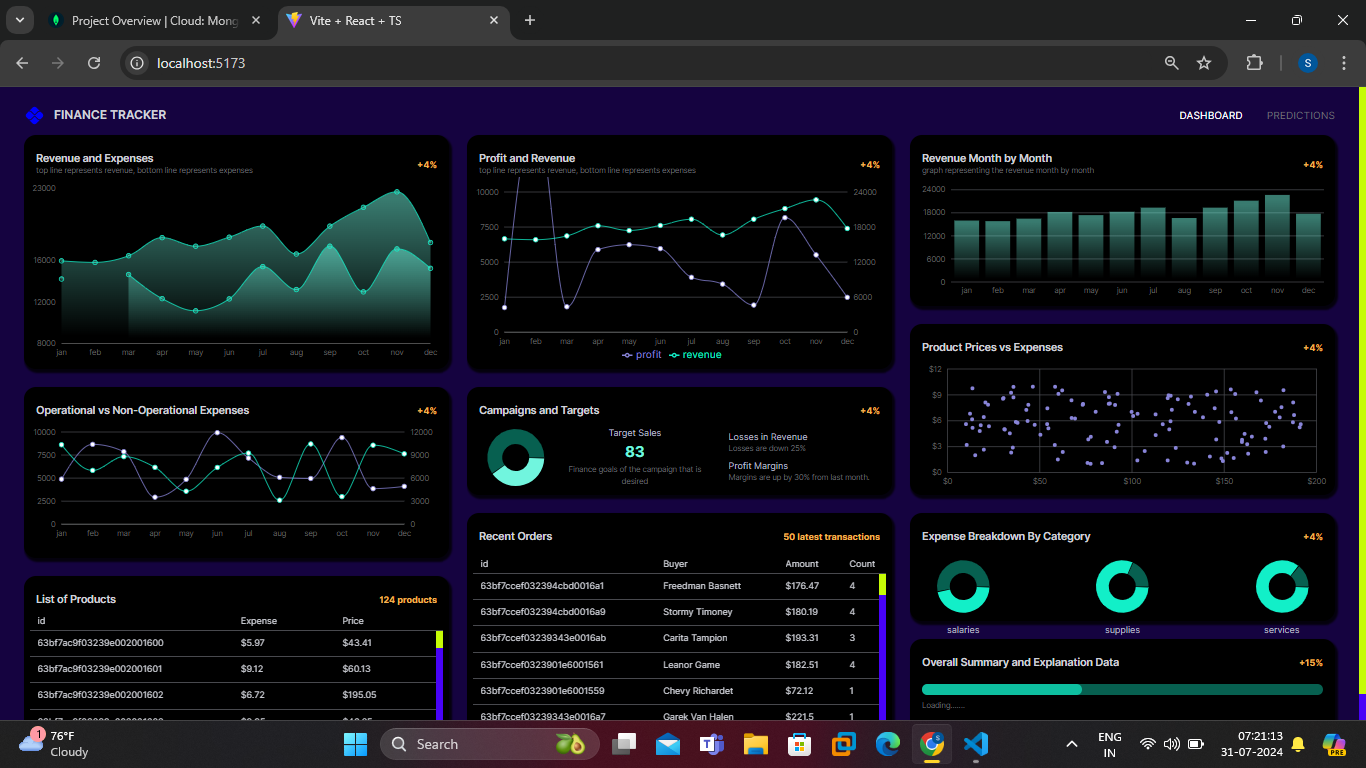 Project Overview | Cloud: Mong
Vite + React + TS
localhost:5173
S
FINANCE TRACKER
DASHBOARD
PREDICTIONS
Revenue and Expenses
top line represents revenue, bottom line represents expenses
+4%
23000
16000
12000
8000
jan feb mar apr may jun jul aug sep oct nov dec
Profit and Revenue
top line represents revenue, bottom line represents expenses
+4%
10000 24000
7500 18000
5000 12000
2500 6000
0 0
jan feb mar apr may jun jul aug sep oct nov dec
profit revenue
Revenue Month by Month
graph representing the revenue month by month
+4%
24000
18000
12000
6000
0
jan feb mar apr may jun jul aug sep oct nov dec
Operational vs Non-Operational Expenses
+4%
10000 12000
7500 9000
5000 6000
2500 3000
0 0
jan feb mar apr may jun jul aug sep oct nov dec
Campaigns and Targets
+4%
Target Sales
83
Finance goals of the campaign that is
desired
Losses in Revenue
Losses are down 25%
Profit Margins
Margins are up by 30% from last month.
Product Prices vs Expenses
+4%
$12
$9
$6
$3
$0
$0 $50 $100 $150 $200
List of Products
124 products
id Expense Price
63bf7ac9f03239e002001600 $5.97 $43.41
63bf7ac9f03239e002001601 $9.12 $60.13
63bf7ac9f03239e002001602 $6.72 $195.05
Recent Orders
50 latest transactions
id Buyer Amount Count
63bf7ccef032394cbd0016a1 Freedman Basnett $176.47 4
63bf7ccef032394cbd0016a9 Stormy Timoney $180.19 4
63bf7ccef03239343e0016ab Carita Tampion $193.31 3
63bf7ccef0323901e6001561 Leanor Game $182.51 4
63bf7ccef0323901e6001559 Chevy Richardet $72.12 1
63bf7ccef03239343e0016a7 Garek Van Halen $221.5 1
Expense Breakdown By Category
+4%
salaries supplies services
Overall Summary and Explanation Data
+15%
Loading.......
1
76°F
Cloudy
Search
ENG
IN
07:21:13
31-07-2024
PRE